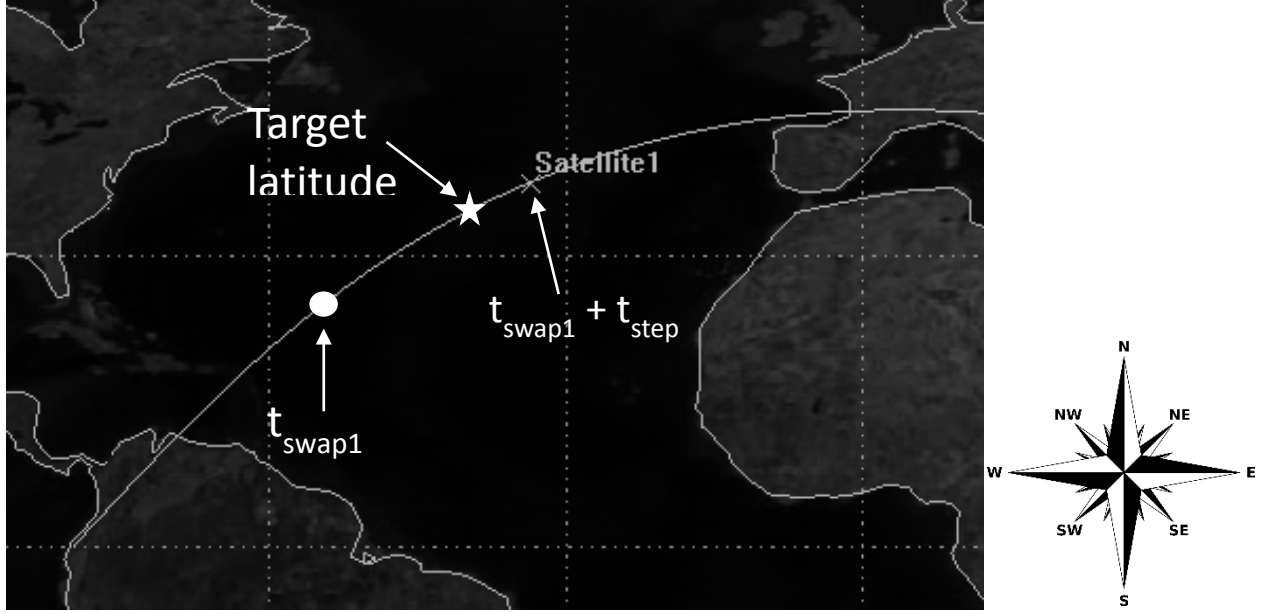 Target
latitude
Satellite1
t_swap1 + t_step
t_swap1
N
NW NE
W E
SW SE
S